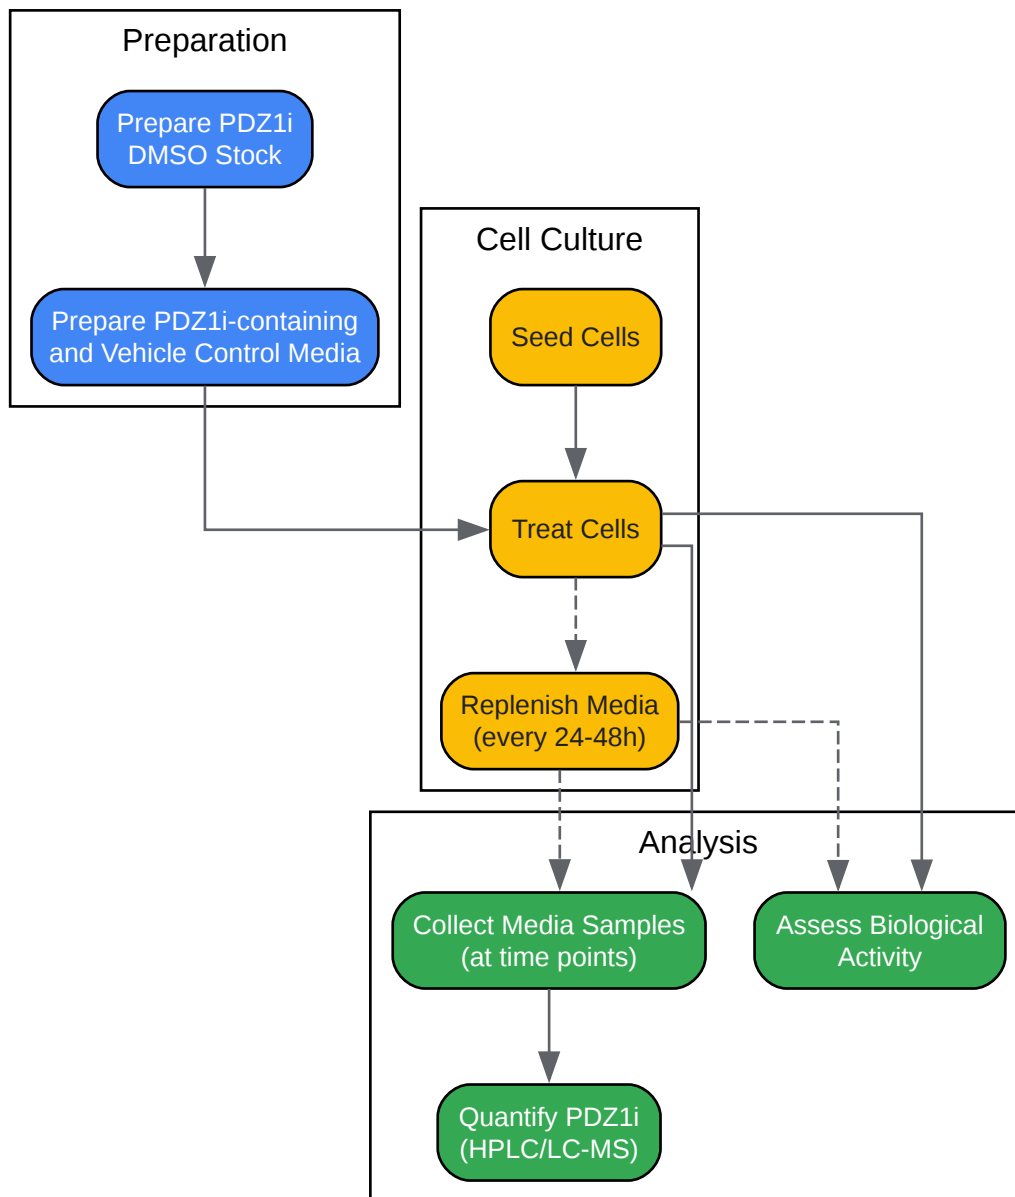 Preparation
Prepare PDZ1i
DMSO Stock
Prepare PDZ1i-containing
and Vehicle Control Media
Cell Culture
Seed Cells
Treat Cells
Replenish Media
(every 24-48h)
Analysis
Collect Media Samples
(at time points)
Assess Biological
Activity
Quantify PDZ1i
(HPLC/LC-MS)